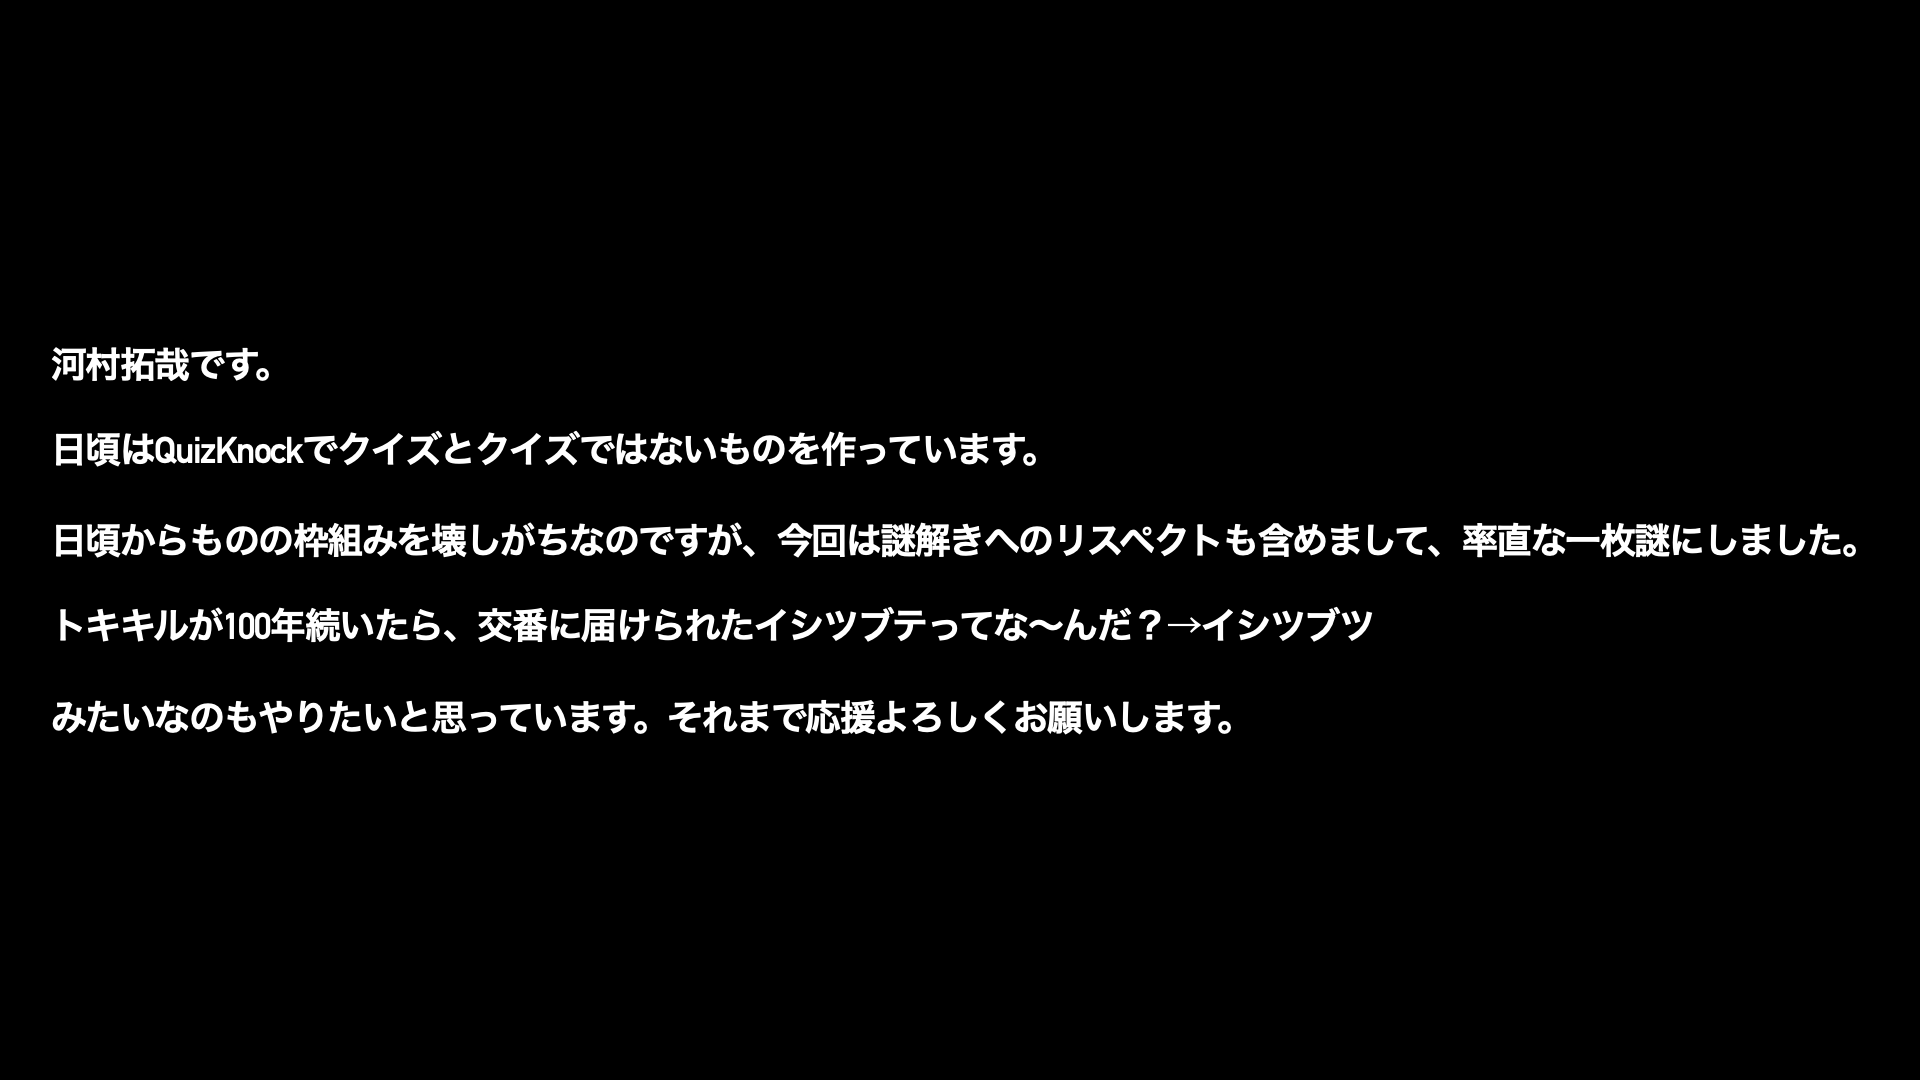 河村拓哉です。
日頃はQuizKnockでクイズとクイズではないものを作っています。
日頃からものの枠組みを壊しがちなのですが、今回は謎解きへのリスペクトも含めまして、率直な一枚謎にしました。
トキキルが100年続いたら、交番に届けられたイシツブテってな〜んだ？→イシツブツ
みたいなのもやりたいと思っています。それまで応援よろしくお願いします。